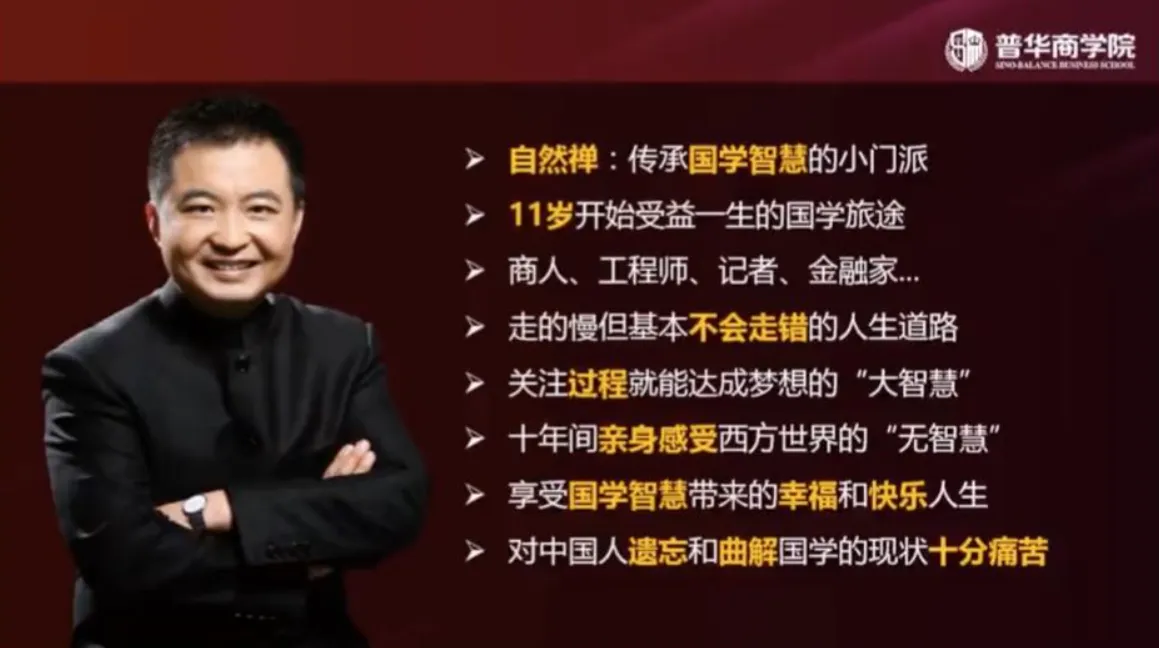 普华商学院
SINO-BALANCE BUSINESS SCHOOL
➤ 自然禅：传承国学智慧的小门派
➤ 11岁开始受益一生的国学旅途
➤ 商人、工程师、记者、金融家...
➤ 走的慢但基本不会走错的人生道路
➤ 关注过程就能达成梦想的“大智慧”
➤ 十年间亲身感受西方世界的“无智慧”
➤ 享受国学智慧带来的幸福和快乐人生
➤ 对中国人遗忘和曲解国学的现状十分痛苦